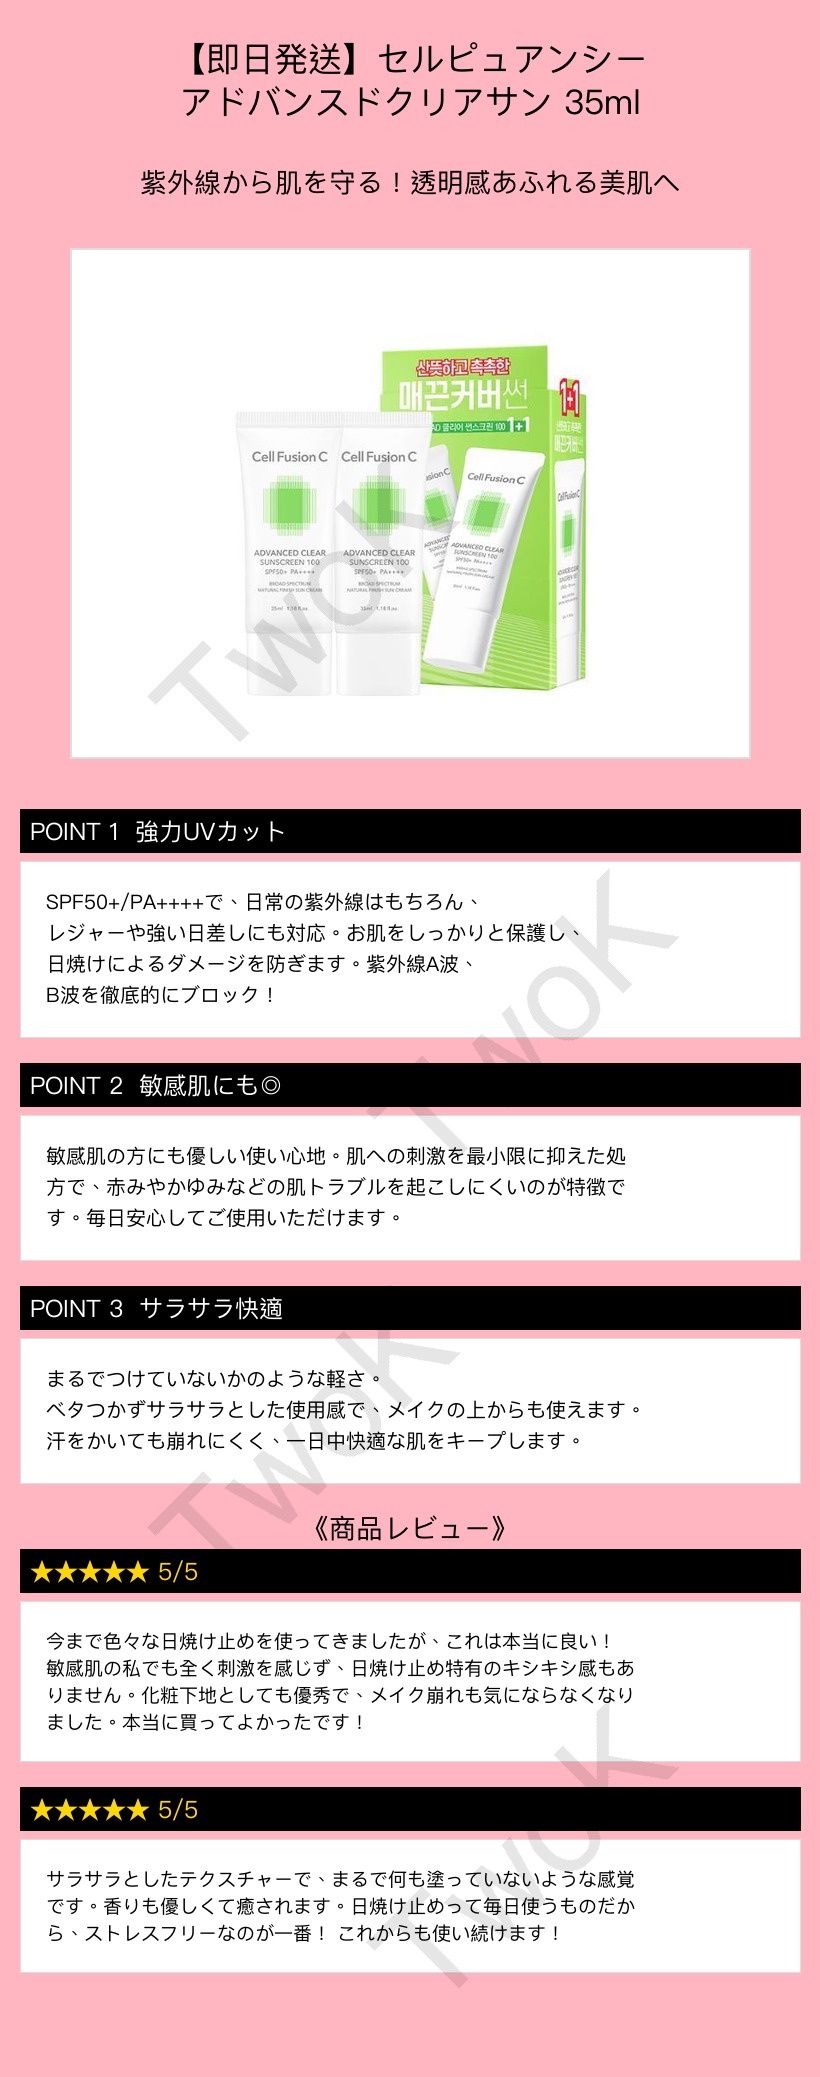 【即日発送】セルピュアンシー
アドバンスドクリアサン 35ml
紫外線から肌を守る！透明感あふれる美肌へ
산뜻하고 촉촉한
매끈커버썬
AD 클리어 썬스크린 100 1+1
1+1
산뜻하고 촉촉한
매끈커버썬
Cell Fusion C
ADVANCED CLEAR
SUNSCREEN 100
SPF50+ PA++++
BROAD SPECTRUM
NATURAL FINISH SUN CREAM
35ml 1.18 fl.oz.
Cell Fusion C
ADVANCED CLEAR
SUNSCREEN 100
SPF50+ PA++++
BROAD SPECTRUM
NATURAL FINISH SUN CREAM
35ml 1.18 fl.oz.
Cell Fusion C
ADVANCED CLEAR
SUNSCREEN 100
SPF50+ PA++++
BROAD SPECTRUM
NATURAL FINISH SUN CREAM
Cell Fusion C
TwoK
POINT 1 強力UVカット
SPF50+/PA++++で、日常の紫外線はもちろん、
レジャーや強い日差しにも対応。お肌をしっかりと保護し、
日焼けによるダメージを防ぎます。紫外線A波、
B波を徹底的にブロック！
TwoK
POINT 2 敏感肌にも◎
敏感肌の方にも優しい使い心地。肌への刺激を最小限に抑えた処
方で、赤みやかゆみなどの肌トラブルを起こしにくいのが特徴で
す。毎日安心してご使用いただけます。
POINT 3 サラサラ快適
まるでつけていないかのような軽さ。
ベタつかずサラサラとした使用感で、メイクの上からも使えます。
汗をかいても崩れにくく、一日中快適な肌をキープします。
TwoK
《商品レビュー》
★★★★★ 5/5
今まで色々な日焼け止めを使ってきましたが、これは本当に良い！
敏感肌の私でも全く刺激を感じず、日焼け止め特有のキシキシ感もあ
りません。化粧下地としても優秀で、メイク崩れも気にならなくなり
ました。本当に買ってよかったです！
★★★★★ 5/5
サラサラとしたテクスチャーで、まるで何も塗っていないような感覚
です。香りも優しくて癒されます。日焼け止めって毎日使うものだか
ら、ストレスフリーなのが一番！ これからも使い続けます！
TwoK